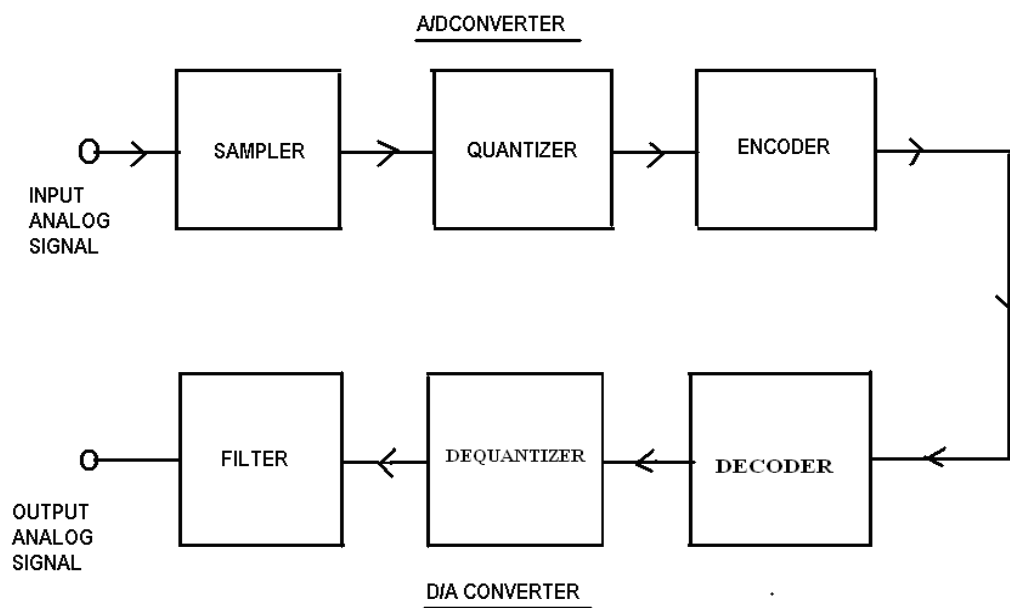 A/DCONVERTER
SAMPLER
QUANTIZER
ENCODER
INPUT
ANALOG
SIGNAL
FILTER
DEQUANTIZER
DECODER
OUTPUT
ANALOG
SIGNAL
D/A CONVERTER